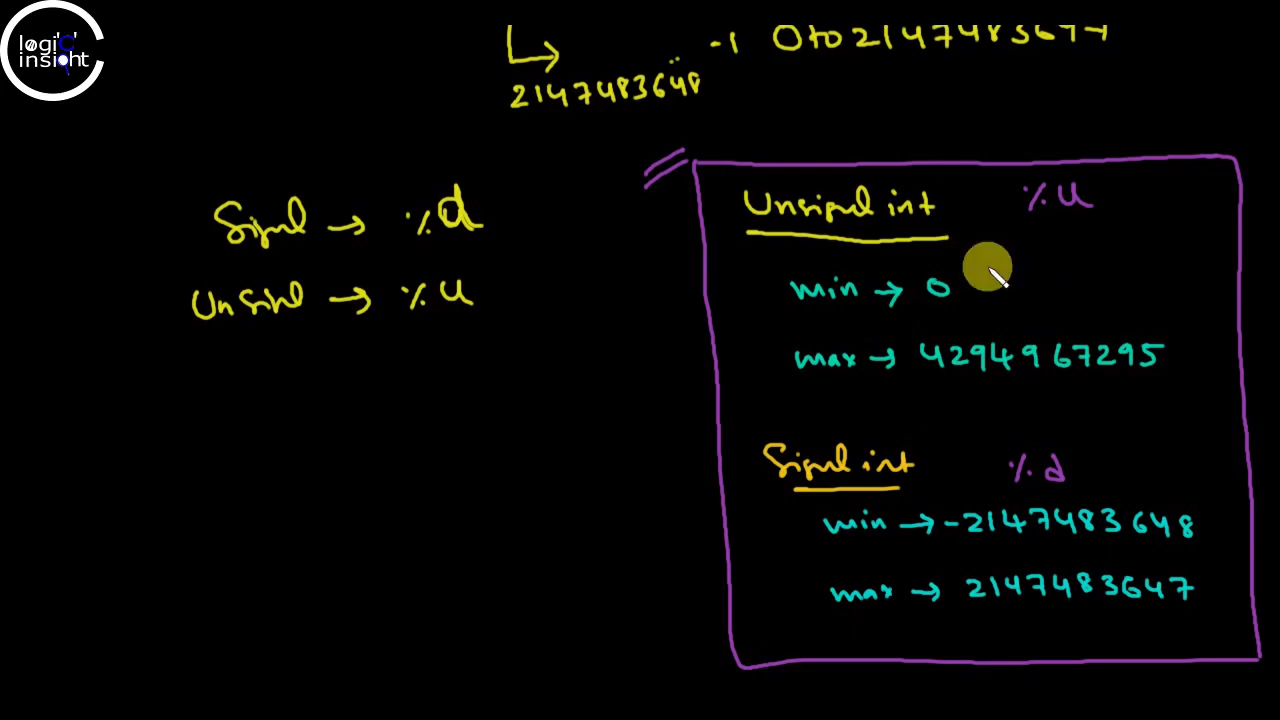 logi'C'
insight
-1 0 to 2147483647
2147483648
Signed → %d
Unsigned → %u
Unsigned int %u
min → 0
max → 4294967295
Signed int %d
min → -2147483648
max → 2147483647